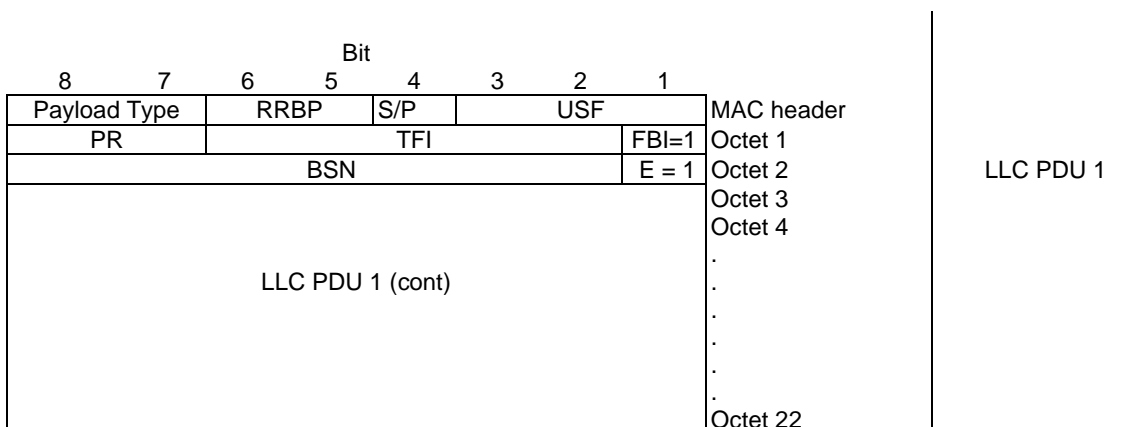 Bit
8 7 6 5 4 3 2 1
Payload Type RRBP S/P USF MAC header
PR TFI FBI=1 Octet 1
BSN E = 1 Octet 2 LLC PDU 1
Octet 3
Octet 4
.
LLC PDU 1 (cont) .
.
.
.
.
Octet 22